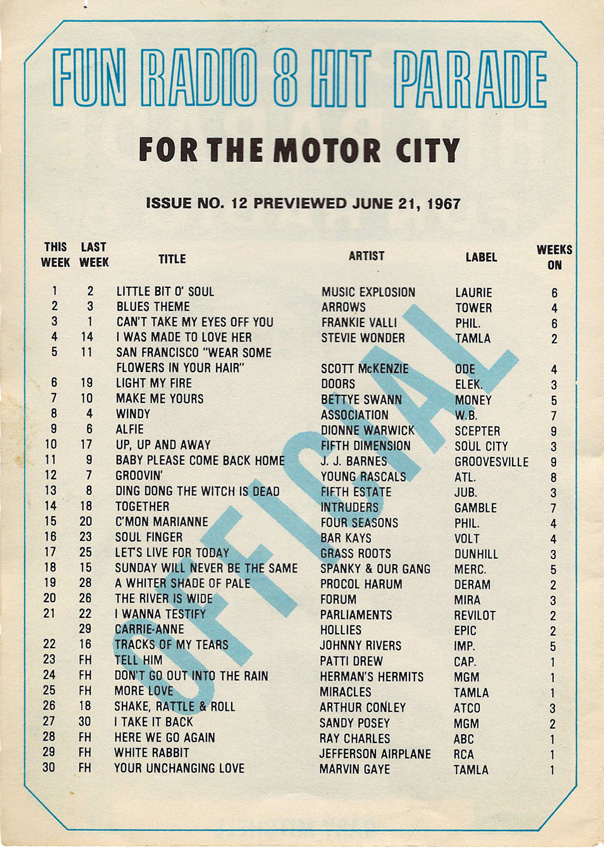 FUN RADIO 8 HIT PARADE
FOR THE MOTOR CITY
ISSUE NO. 12 PREVIEWED JUNE 21, 1967
THIS WEEK LAST WEEK TITLE ARTIST LABEL WEEKS ON
1 2 LITTLE BIT O' SOUL MUSIC EXPLOSION LAURIE 6
2 3 BLUES THEME ARROWS TOWER 4
3 1 CAN'T TAKE MY EYES OFF YOU FRANKIE VALLI PHIL. 6
4 14 I WAS MADE TO LOVE HER STEVIE WONDER TAMLA 2
5 11 SAN FRANCISCO "WEAR SOME
FLOWERS IN YOUR HAIR" SCOTT McKENZIE ODE 4
6 19 LIGHT MY FIRE DOORS ELEK. 3
7 10 MAKE ME YOURS BETTYE SWANN MONEY 5
8 4 WINDY ASSOCIATION W.B. 7
9 6 ALFIE DIONNE WARWICK SCEPTER 9
10 17 UP, UP AND AWAY FIFTH DIMENSION SOUL CITY 3
11 9 BABY PLEASE COME BACK HOME J. J. BARNES GROOVESVILLE 9
12 7 GROOVIN' YOUNG RASCALS ATL. 8
13 8 DING DONG THE WITCH IS DEAD FIFTH ESTATE JUB. 3
14 18 TOGETHER INTRUDERS GAMBLE 7
15 20 C'MON MARIANNE FOUR SEASONS PHIL. 4
16 23 SOUL FINGER BAR KAYS VOLT 4
17 25 LET'S LIVE FOR TODAY GRASS ROOTS DUNHILL 3
18 15 SUNDAY WILL NEVER BE THE SAME SPANKY & OUR GANG MERC. 5
19 28 A WHITER SHADE OF PALE PROCOL HARUM DERAM 2
20 26 THE RIVER IS WIDE FORUM MIRA 3
21 22 I WANNA TESTIFY PARLIAMENTS REVILOT 2
29 CARRIE-ANNE HOLLIES EPIC 2
22 16 TRACKS OF MY TEARS JOHNNY RIVERS IMP. 5
23 FH TELL HIM PATTI DREW CAP. 1
24 FH DON'T GO OUT INTO THE RAIN HERMAN'S HERMITS MGM 1
25 FH MORE LOVE MIRACLES TAMLA 1
26 18 SHAKE, RATTLE & ROLL ARTHUR CONLEY ATCO 3
27 30 I TAKE IT BACK SANDY POSEY MGM 2
28 FH HERE WE GO AGAIN RAY CHARLES ABC 1
29 FH WHITE RABBIT JEFFERSON AIRPLANE RCA 1
30 FH YOUR UNCHANGING LOVE MARVIN GAYE TAMLA 1
OFFICIAL